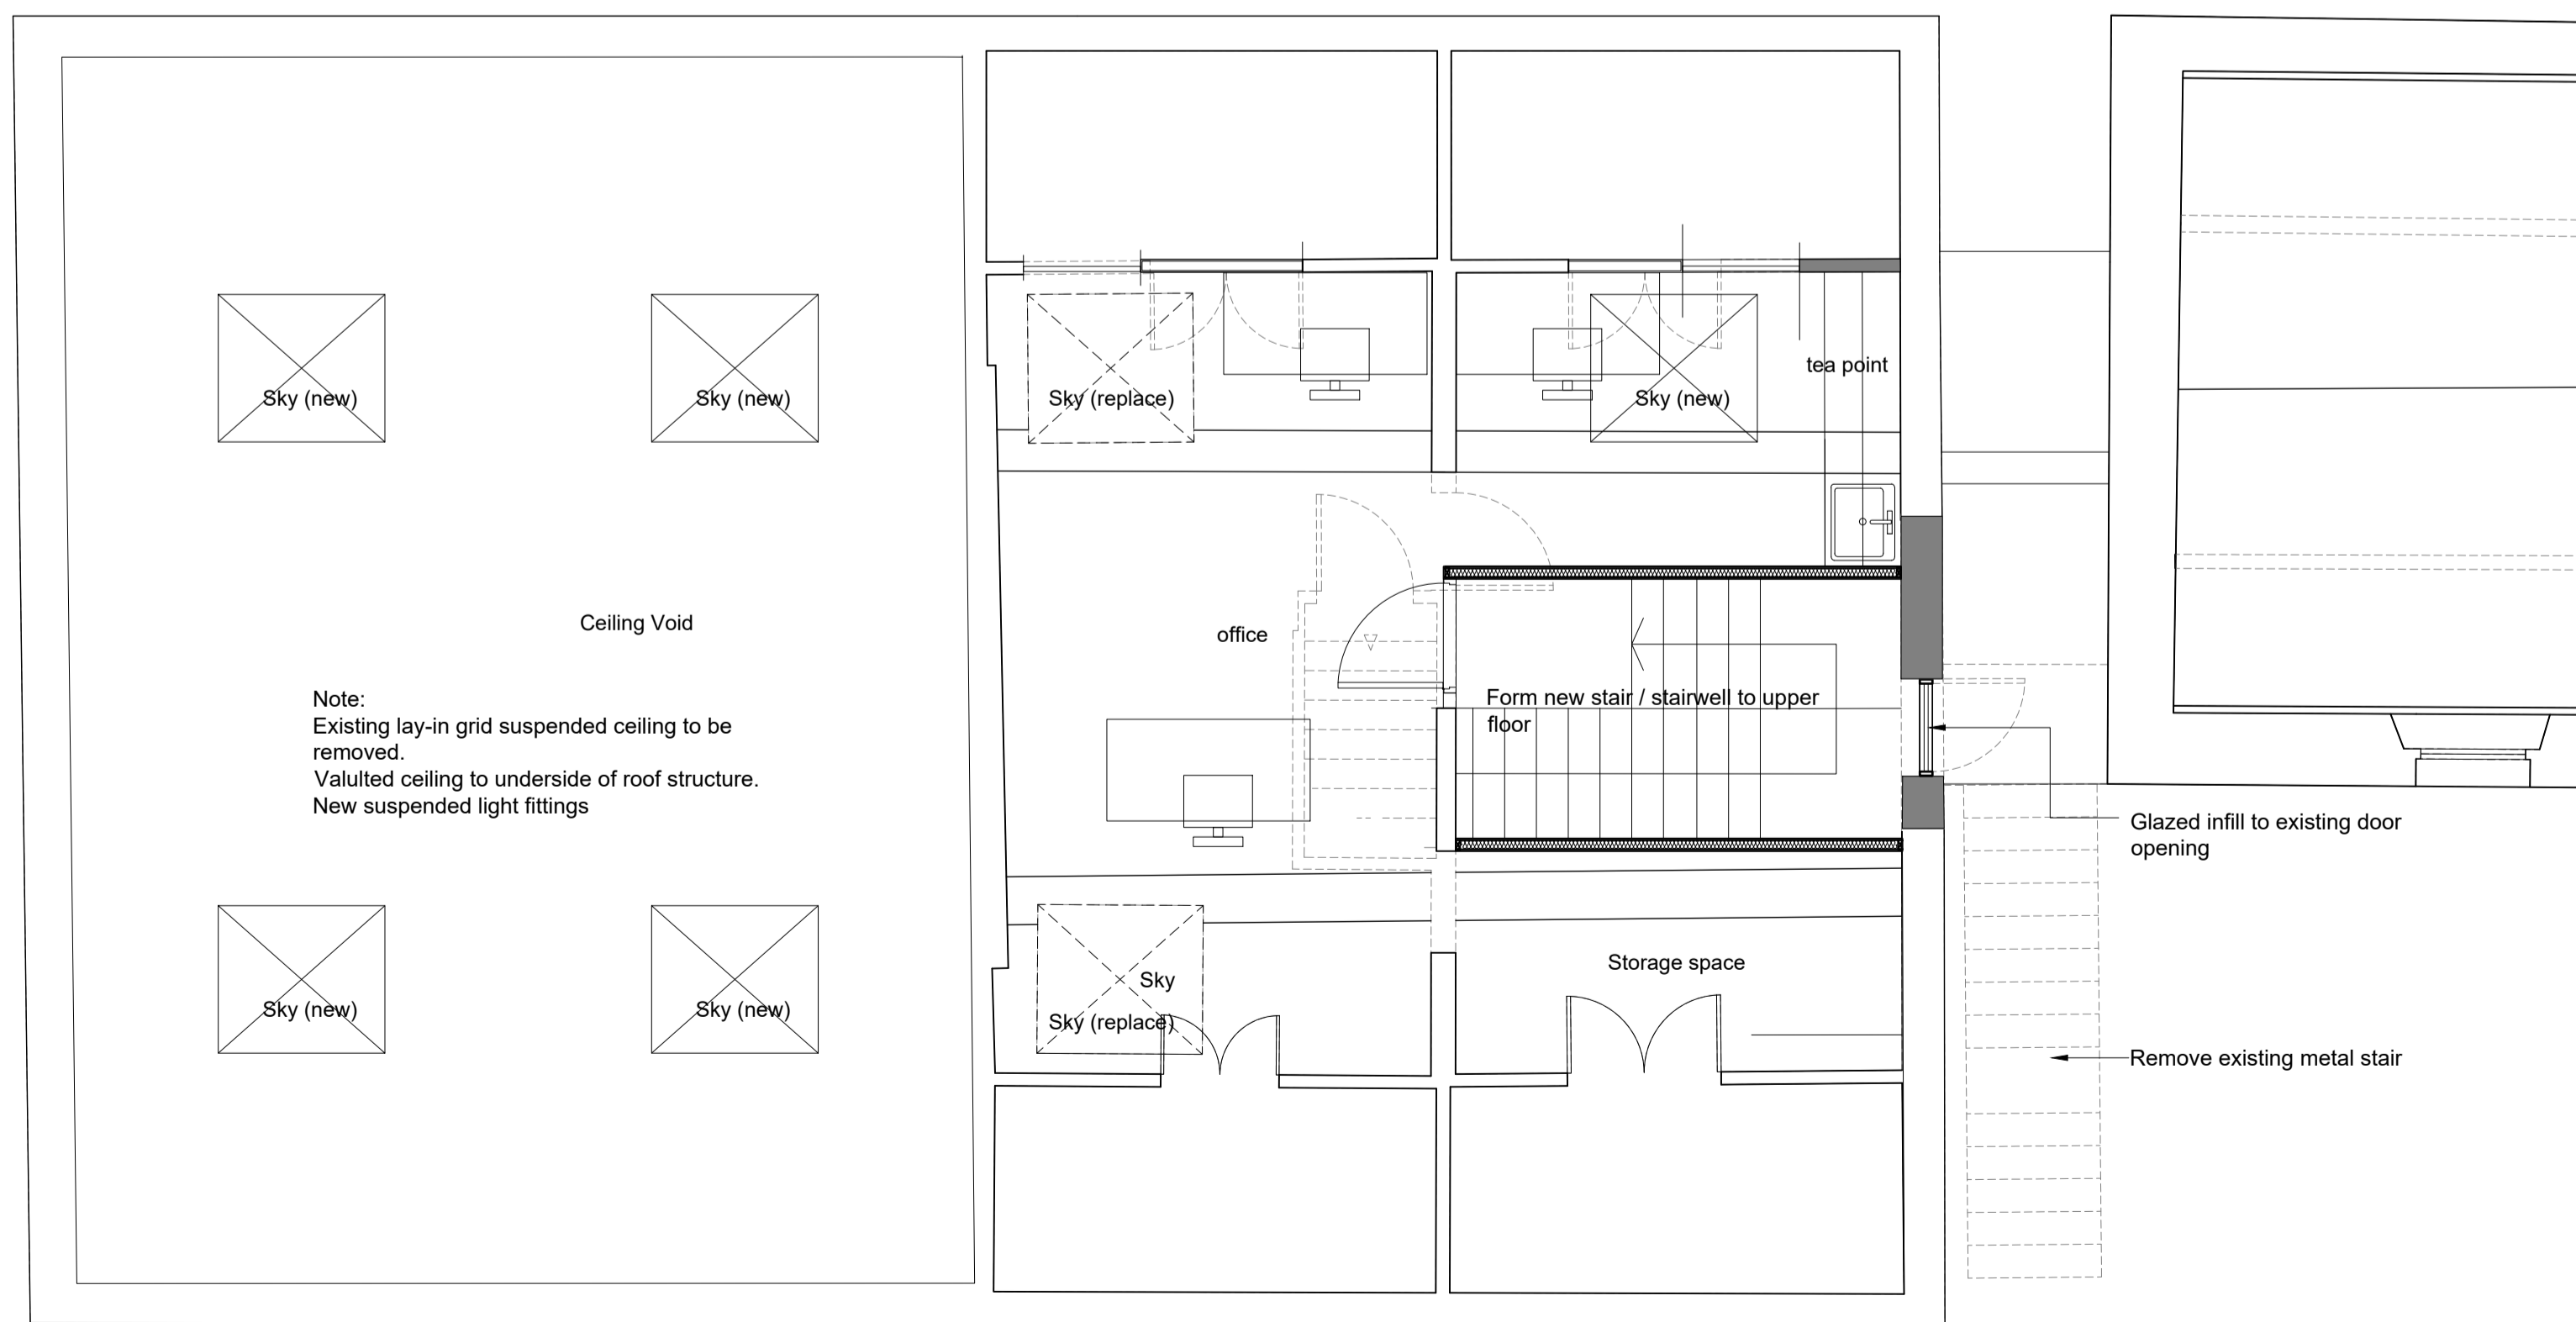 Sky (new)
Sky (new)
Sky (replace)
Sky (new)
tea point
Ceiling Void
office
Note:
Existing lay-in grid suspended ceiling to be
removed.
Valulted ceiling to underside of roof structure.
New suspended light fittings
Form new stair / stairwell to upper
floor
Glazed infill to existing door
opening
Storage space
Sky
Sky (replace)
Sky (new)
Sky (new)
Remove existing metal stair